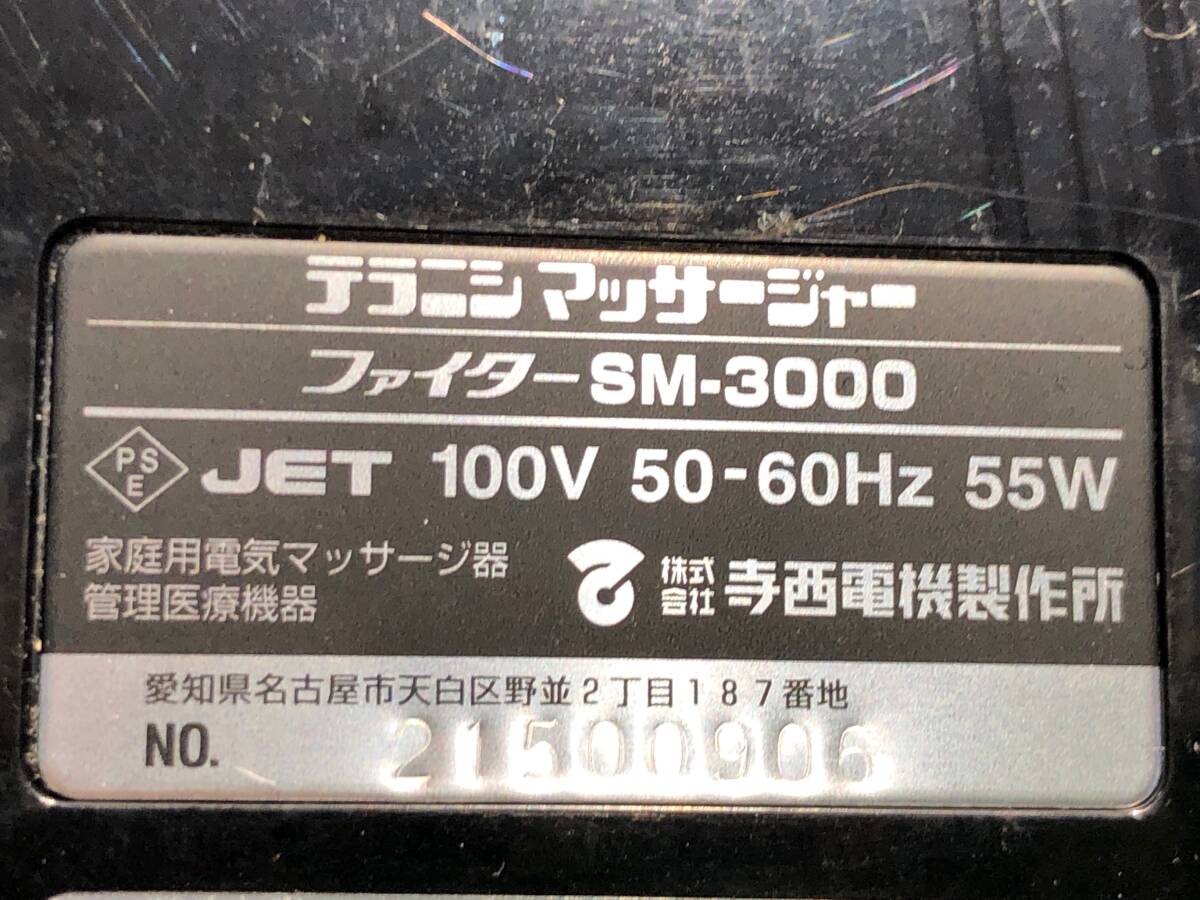 テラニシ マッサージャー
ファイター SM-3000
PSE JET 100V 50-60Hz 55W
家庭用電気マッサージ器
管理医療機器
株式会社 寺西電機製作所
愛知県名古屋市天白区野並2丁目187番地
NO. 21500906